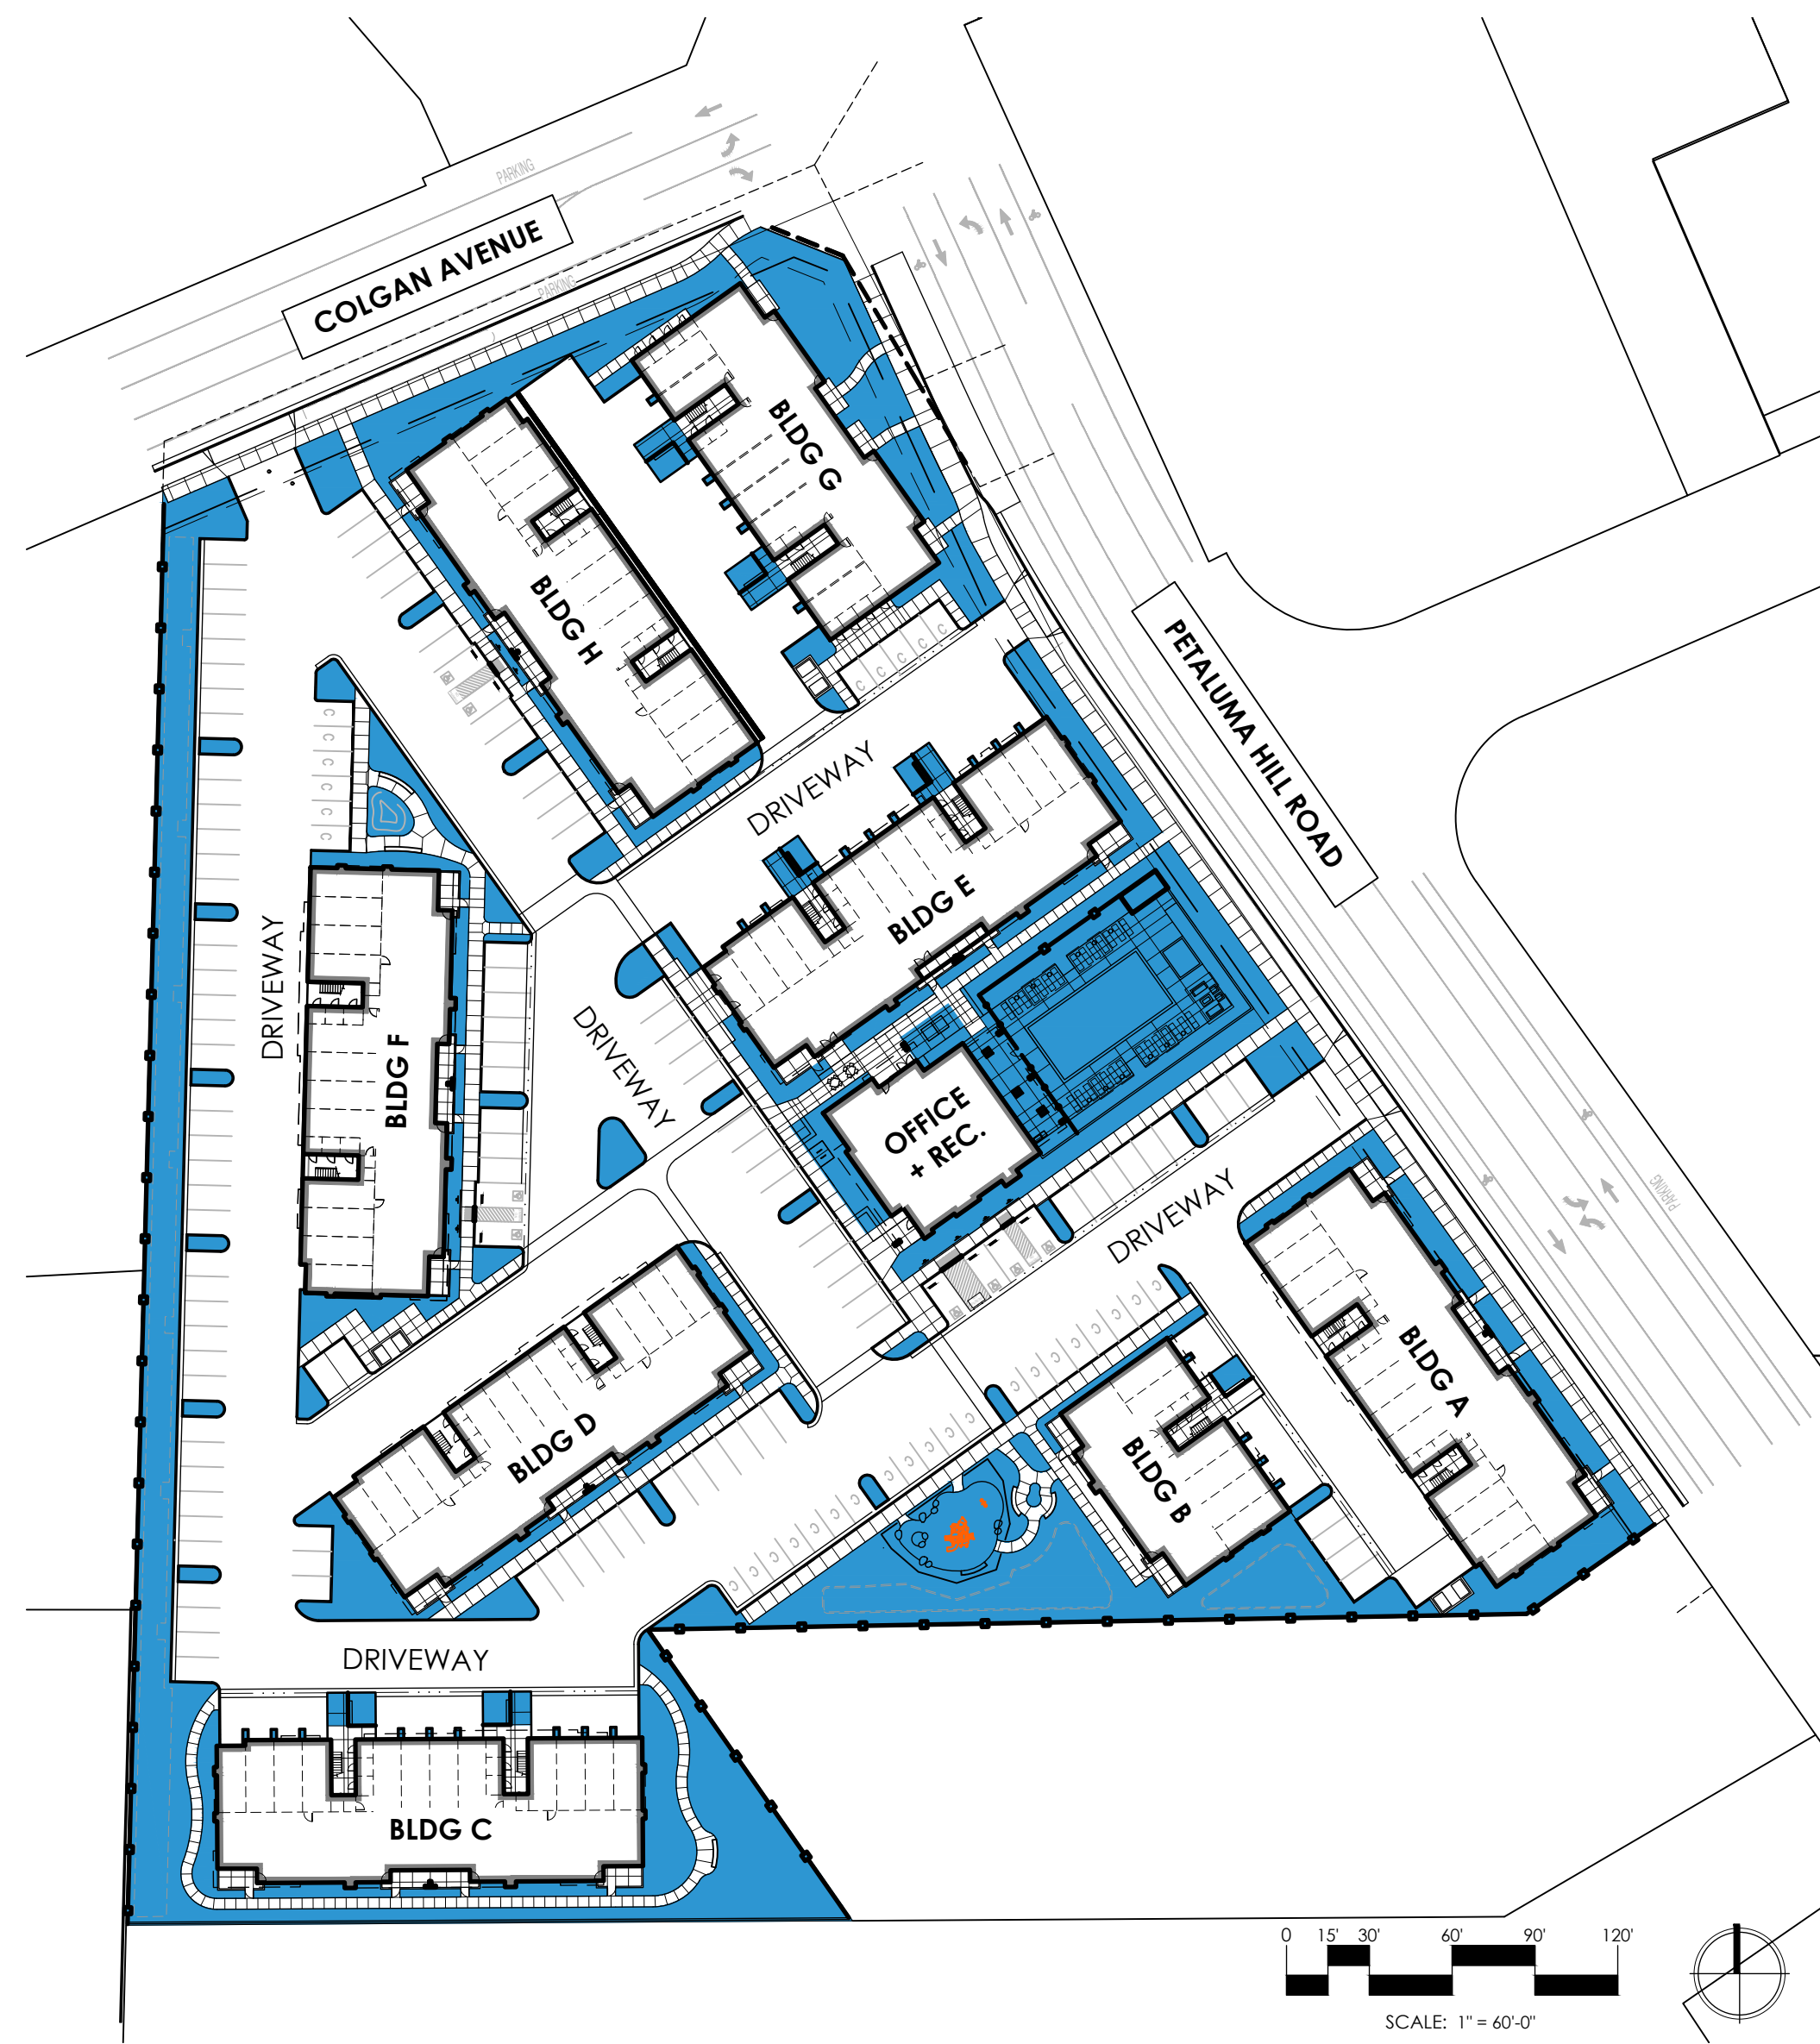 PARKING
COLGAN AVENUE
PARKING
BLDG G
BLDG H
C C C C C
PETALUMA HILL ROAD
DRIVEWAY
C
C
C
C
C
C
BLDG E
DRIVEWAY
DRIVEWAY
BLDG F
OFFICE
+ REC.
DRIVEWAY
PARKING
BLDG A
C C C C C C C
BLDG D
BLDG B
C C C C C
C C C C C C
DRIVEWAY
BLDG C
0 15' 30' 60' 90' 120'
SCALE: 1" = 60'-0"